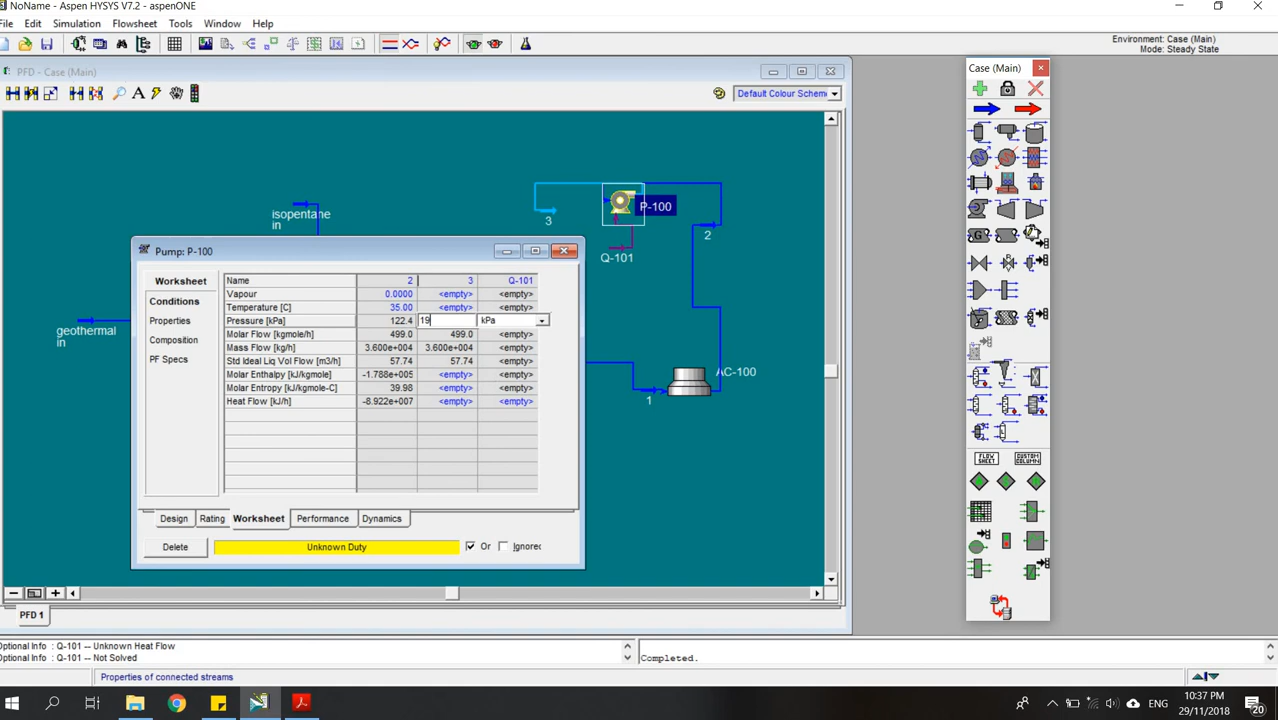 NoName - Aspen HYSYS V7.2 - aspenONE
File Edit Simulation Flowsheet Tools Window Help
Environment: Case (Main)
Mode: Steady State
PFD - Case (Main)
Case (Main)
A
Default Colour Schem
isopentane
in
3
P-100
2
Q-101
Pump: P-100
Worksheet
Conditions
Properties
Composition
PF Specs
Name 2 3 Q-101
Vapour 0.0000 <empty> <empty>
Temperature [C] 35.00 <empty> <empty>
Pressure [kPa] 122.4 19 kPa
Molar Flow [kgmole/h] 499.0 499.0 <empty>
Mass Flow [kg/h] 3.600e+004 3.600e+004 <empty>
Std Ideal Liq Vol Flow [m3/h] 57.74 57.74 <empty>
Molar Enthalpy [kJ/kgmole] -1.788e+005 <empty> <empty>
Molar Entropy [kJ/kgmole-C] 39.98 <empty> <empty>
Heat Flow [kJ/h] -8.922e+007 <empty> <empty>
geothermal
in
AC-100
1
FLOW
SHEET
CUSTOM
COLUMN
Design Rating Worksheet Performance Dynamics
Delete Unknown Duty Or Ignored
PFD 1
Optional Info : Q-101 -- Unknown Heat Flow
Optional Info : Q-101 -- Not Solved
Completed.
Properties of connected streams
ENG
10:37 PM
29/11/2018
20